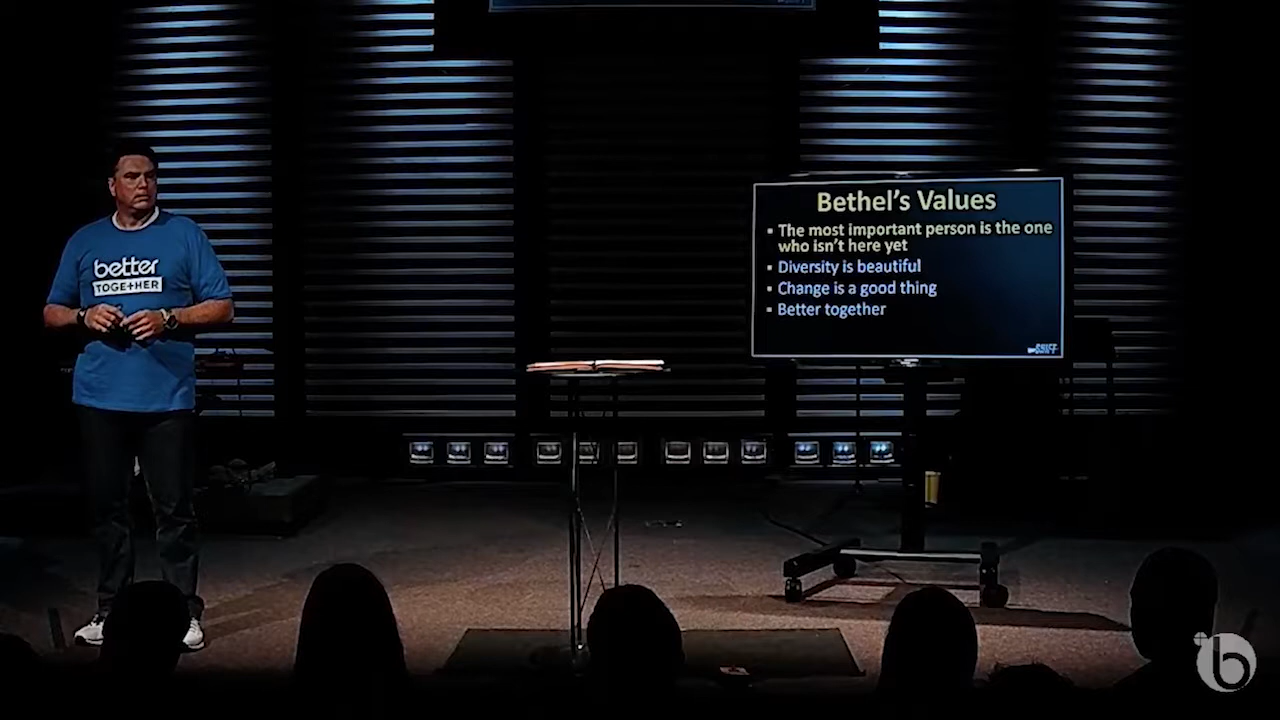 better
TOGETHER
Bethel's Values
▪ The most important person is the one
who isn't here yet
▪ Diversity is beautiful
▪ Change is a good thing
▪ Better together
b